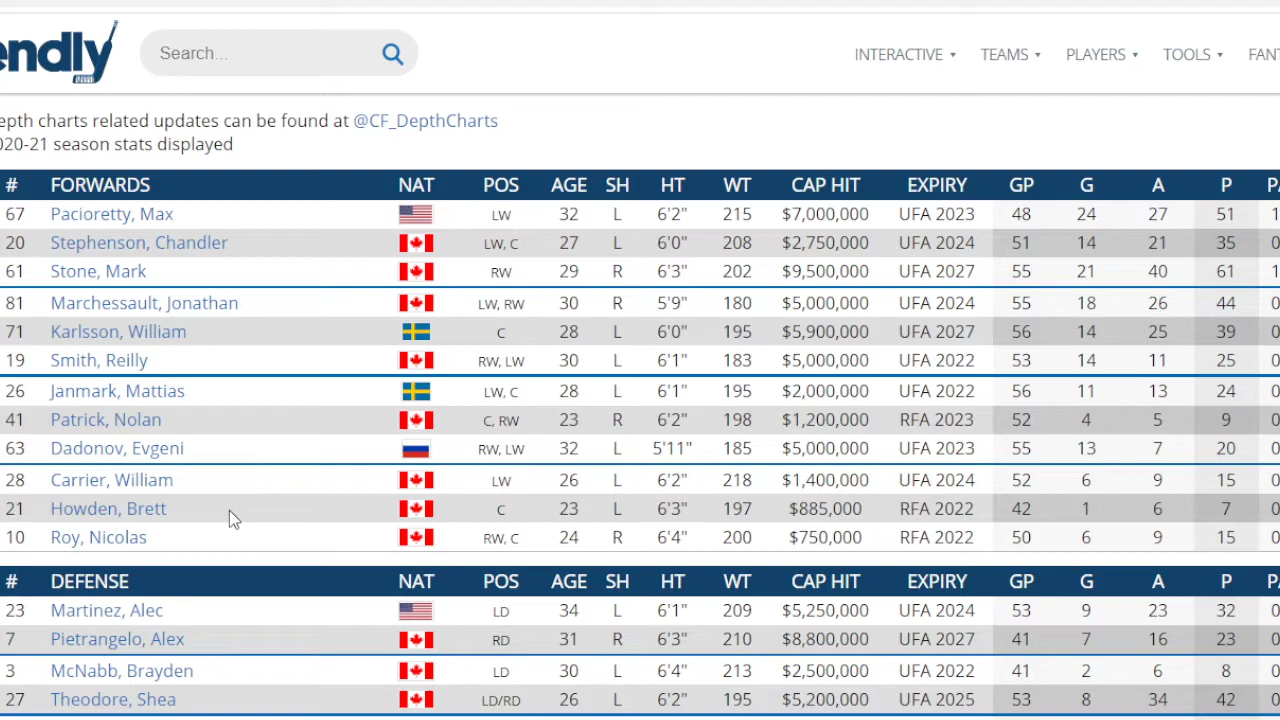 endly
Search...
INTERACTIVE ▾ TEAMS ▾ PLAYERS ▾ TOOLS ▾ FANT
epth charts related updates can be found at @CF_DepthCharts
020-21 season stats displayed
# FORWARDS NAT POS AGE SH HT WT CAP HIT EXPIRY GP G A P PA
67 Pacioretty, Max LW 32 L 6'2" 215 $7,000,000 UFA 2023 48 24 27 51 1
20 Stephenson, Chandler LW, C 27 L 6'0" 208 $2,750,000 UFA 2024 51 14 21 35 0
61 Stone, Mark RW 29 R 6'3" 202 $9,500,000 UFA 2027 55 21 40 61 1
81 Marchessault, Jonathan LW, RW 30 R 5'9" 180 $5,000,000 UFA 2024 55 18 26 44 0
71 Karlsson, William C 28 L 6'0" 195 $5,900,000 UFA 2027 56 14 25 39 0
19 Smith, Reilly RW, LW 30 L 6'1" 183 $5,000,000 UFA 2022 53 14 11 25 0
26 Janmark, Mattias LW, C 28 L 6'1" 195 $2,000,000 UFA 2022 56 11 13 24 0
41 Patrick, Nolan C, RW 23 R 6'2" 198 $1,200,000 RFA 2023 52 4 5 9 0
63 Dadonov, Evgeni RW, LW 32 L 5'11" 185 $5,000,000 UFA 2023 55 13 7 20 0
28 Carrier, William LW 26 L 6'2" 218 $1,400,000 UFA 2024 52 6 9 15 0
21 Howden, Brett C 23 L 6'3" 197 $885,000 RFA 2022 42 1 6 7 0
10 Roy, Nicolas RW, C 24 R 6'4" 200 $750,000 RFA 2022 50 6 9 15 0
# DEFENSE NAT POS AGE SH HT WT CAP HIT EXPIRY GP G A P PA
23 Martinez, Alec LD 34 L 6'1" 209 $5,250,000 UFA 2024 53 9 23 32 0
7 Pietrangelo, Alex RD 31 R 6'3" 210 $8,800,000 UFA 2027 41 7 16 23 0
3 McNabb, Brayden LD 30 L 6'4" 213 $2,500,000 UFA 2022 41 2 6 8 0
27 Theodore, Shea LD/RD 26 L 6'2" 195 $5,200,000 UFA 2025 53 8 34 42 0